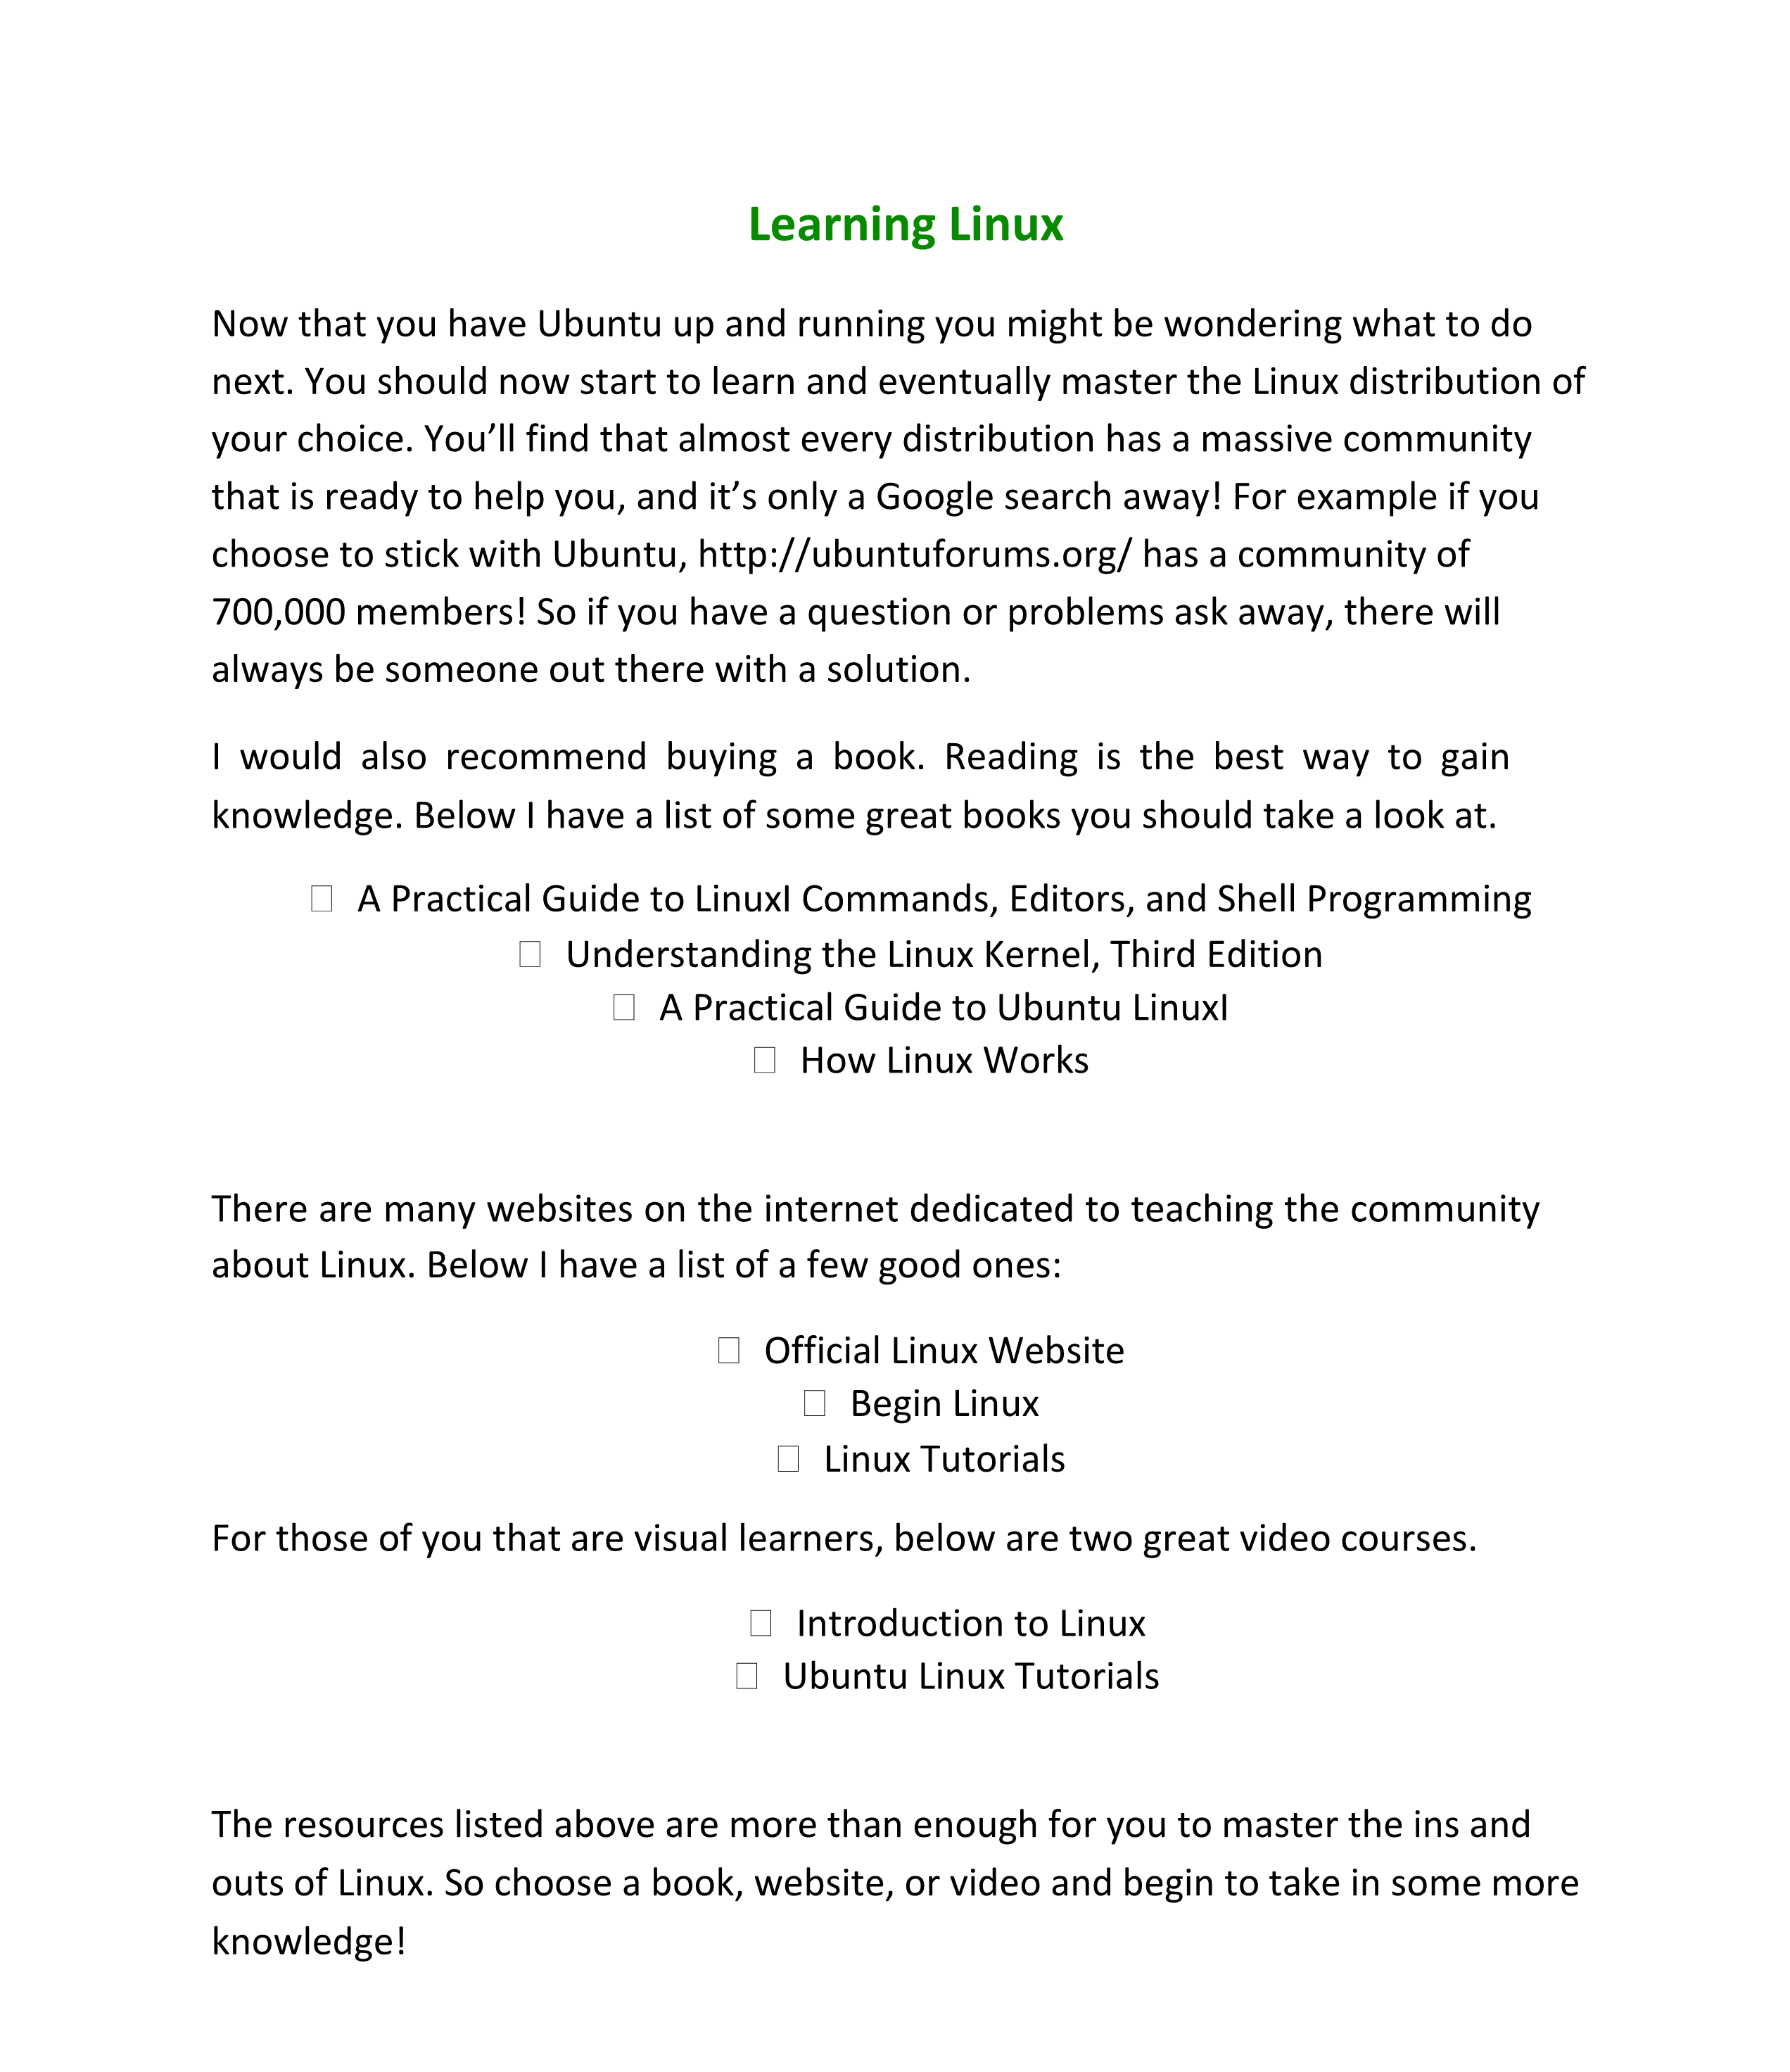 Learning Linux
Now that you have Ubuntu up and running you might be wondering what to do
next. You should now start to learn and eventually master the Linux distribution of
your choice. You’ll find that almost every distribution has a massive community
that is ready to help you, and it’s only a Google search away! For example if you
choose to stick with Ubuntu, http://ubuntuforums.org/ has a community of
700,000 members! So if you have a question or problems ask away, there will
always be someone out there with a solution.
I would also recommend buying a book. Reading is the best way to gain
knowledge. Below I have a list of some great books you should take a look at.
A Practical Guide to LinuxI Commands, Editors, and Shell Programming
Understanding the Linux Kernel, Third Edition
A Practical Guide to Ubuntu LinuxI
How Linux Works
There are many websites on the internet dedicated to teaching the community
about Linux. Below I have a list of a few good ones:
Official Linux Website
Begin Linux
Linux Tutorials
For those of you that are visual learners, below are two great video courses.
Introduction to Linux
Ubuntu Linux Tutorials
The resources listed above are more than enough for you to master the ins and
outs of Linux. So choose a book, website, or video and begin to take in some more
knowledge!